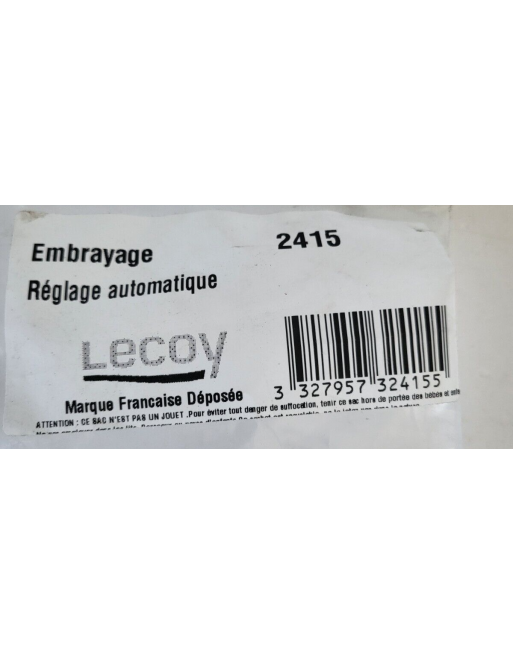 Embrayage
2415
Réglage automatique
Lecoy
Marque Francaise Déposée
3 327957 324155
ATTENTION : CE SAC N'EST PAS UN JOUET .Pour éviter tout danger de suffocation, tenir ce sac hors de portée des bébés et